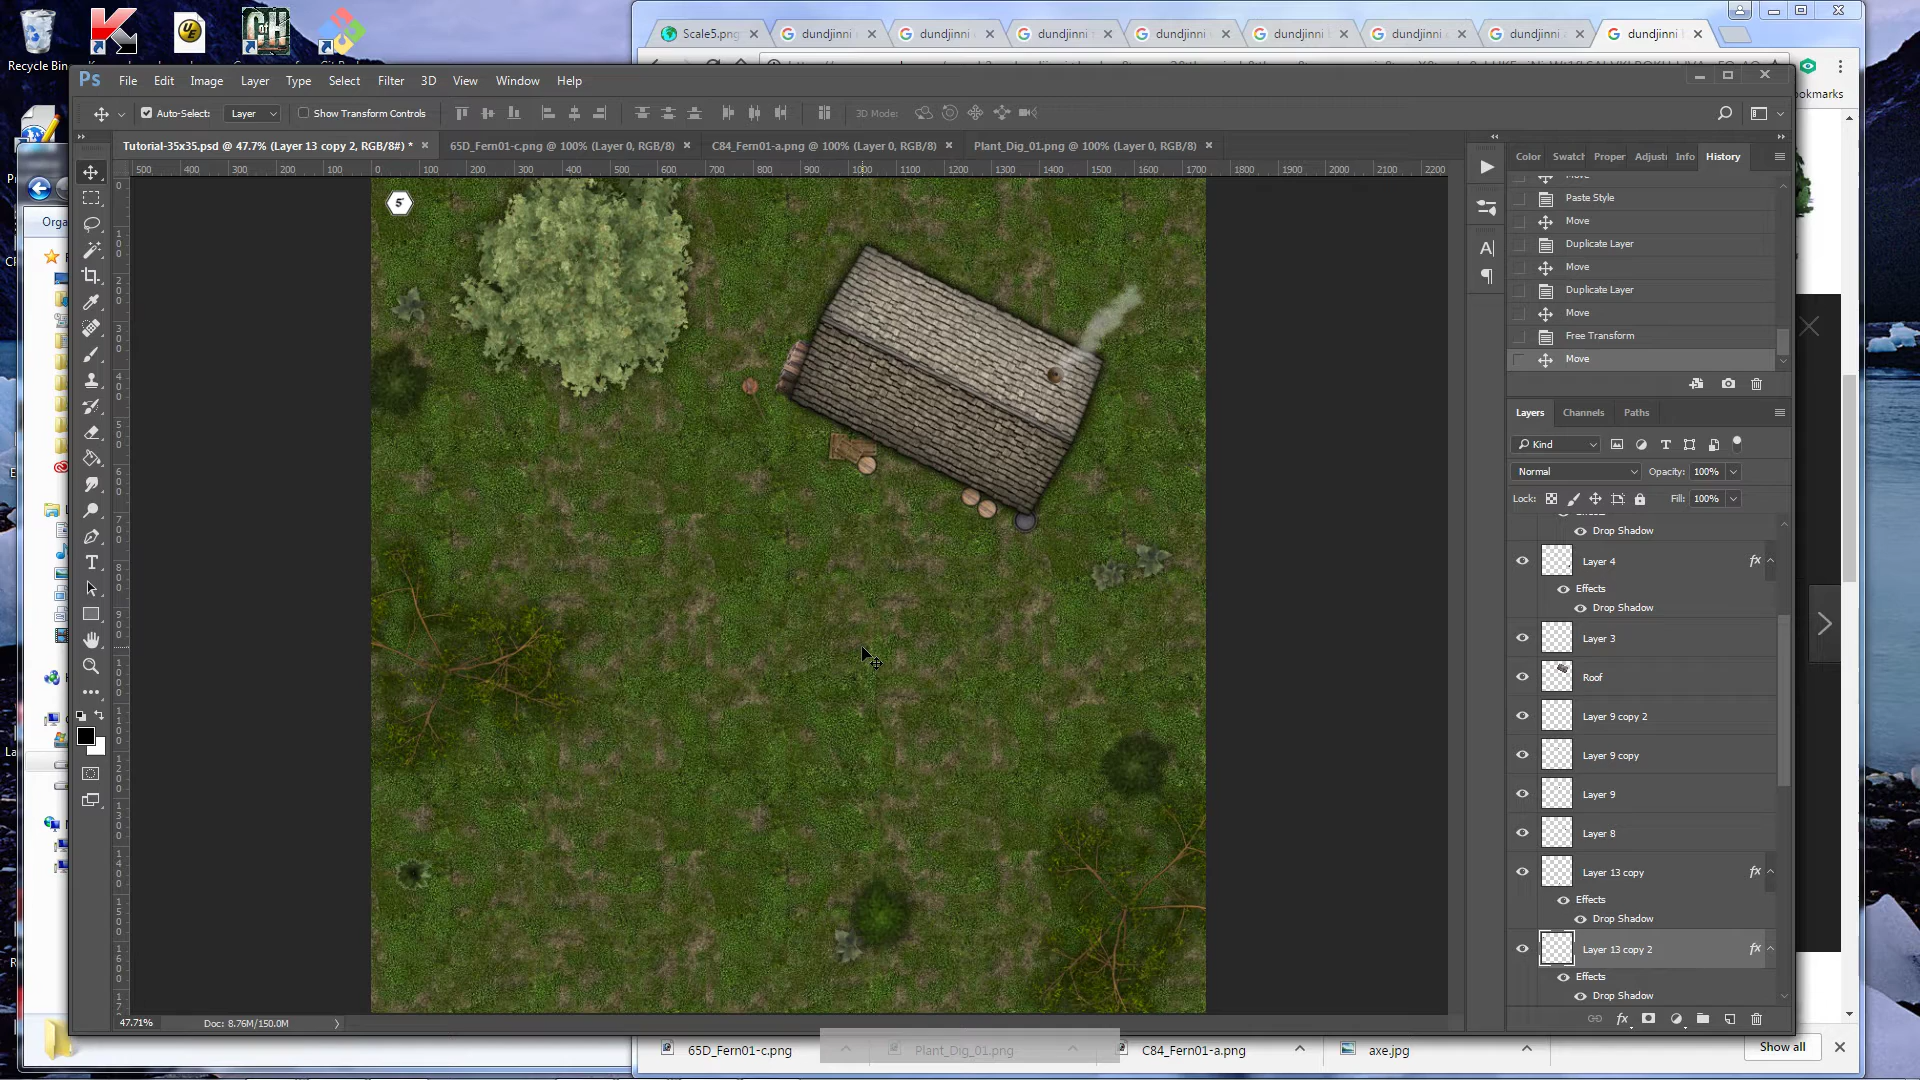 Recycle Bin
Scale5.png
dundjinni
dundjinni
dundjinni
dundjinni
dundjinni
dundjinni
dundjinni
dundjinni
ookmarks
Ps File Edit Image Layer Type Select Filter 3D View Window Help
Auto-Select: Layer Show Transform Controls 3D Mode:
Tutorial-35x35.psd @ 47.7% (Layer 13 copy 2, RGB/8#) *
65D_Fern01-c.png @ 100% (Layer 0, RGB/8)
C84_Fern01-a.png @ 100% (Layer 0, RGB/8)
Plant_Dig_01.png @ 100% (Layer 0, RGB/8)
500 400 300 200 100 0 100 200 300 400 500 600 700 800 900 1000 1100 1200 1300 1400 1500 1600 1700 1800 1900 2000 2100 2200
Orga
5'
Color Swatch Proper Adjust Info History
Move
Paste Style
Move
Duplicate Layer
Move
Duplicate Layer
Move
Free Transform
Move
Layers Channels Paths
Kind
Normal Opacity: 100%
Lock: Fill: 100%
Effects
Drop Shadow
Layer 4 fx
Effects
Drop Shadow
Layer 3
Roof
Layer 9 copy 2
Layer 9 copy
Layer 9
Layer 8
Layer 13 copy fx
Effects
Drop Shadow
Layer 13 copy 2 fx
Effects
Drop Shadow
47.71% Doc: 8.76M/150.0M
65D_Fern01-c.png
Plant_Dig_01.png
C84_Fern01-a.png
axe.jpg
Show all